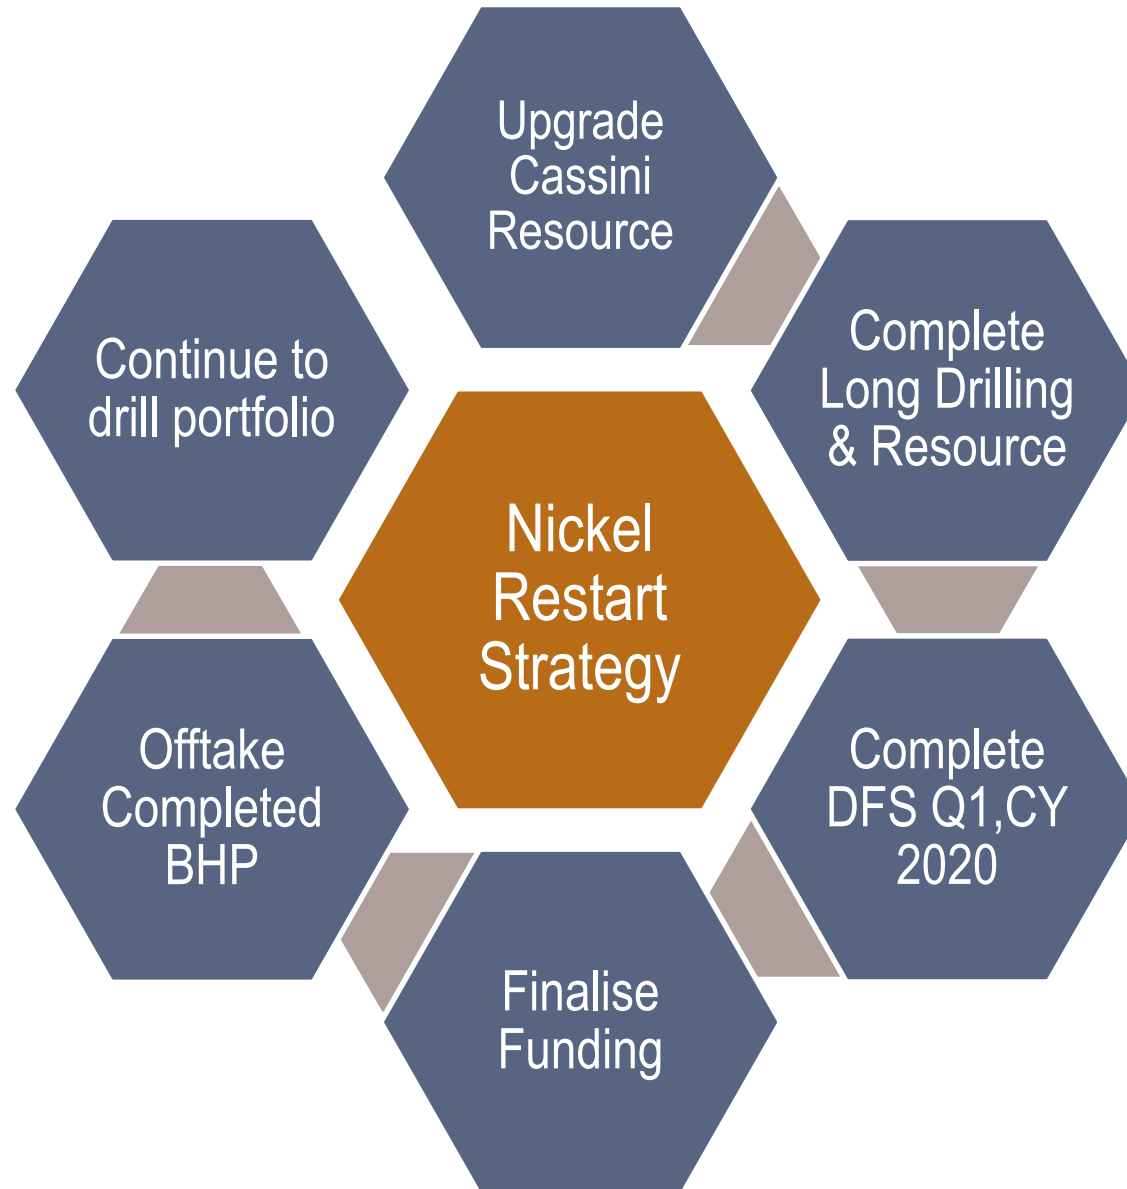 Upgrade
Cassini
Resource
Complete
Long Drilling
& Resource
Complete
DFS Q1,CY
2020
Finalise
Funding
Offtake
Completed
BHP
Continue to
drill portfolio
Nickel
Restart
Strategy